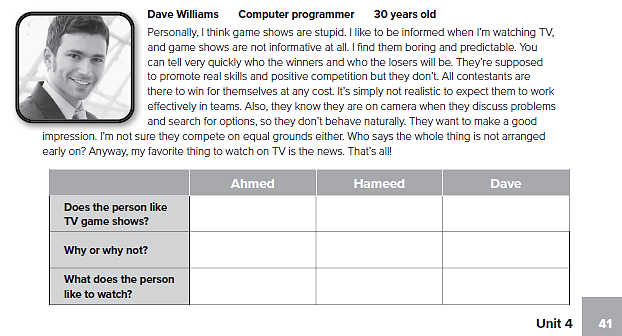 Dave Williams Computer programmer 30 years old
Personally, I think game shows are stupid. I like to be informed when I'm watching TV,
and game shows are not informative at all. I find them boring and predictable. You
can tell very quickly who the winners and who the losers will be. They're supposed
to promote real skills and positive competition but they don't. All contestants are
there to win for themselves at any cost. It's simply not realistic to expect them to work
effectively in teams. Also, they know they are on camera when they discuss problems
and search for options, so they don't behave naturally. They want to make a good
impression. I'm not sure they compete on equal grounds either. Who says the whole thing is not arranged
early on? Anyway, my favorite thing to watch on TV is the news. That's all!
Ahmed Hameed Dave
Does the person like
TV game shows?
Why or why not?
What does the person
like to watch?
Unit 4 41